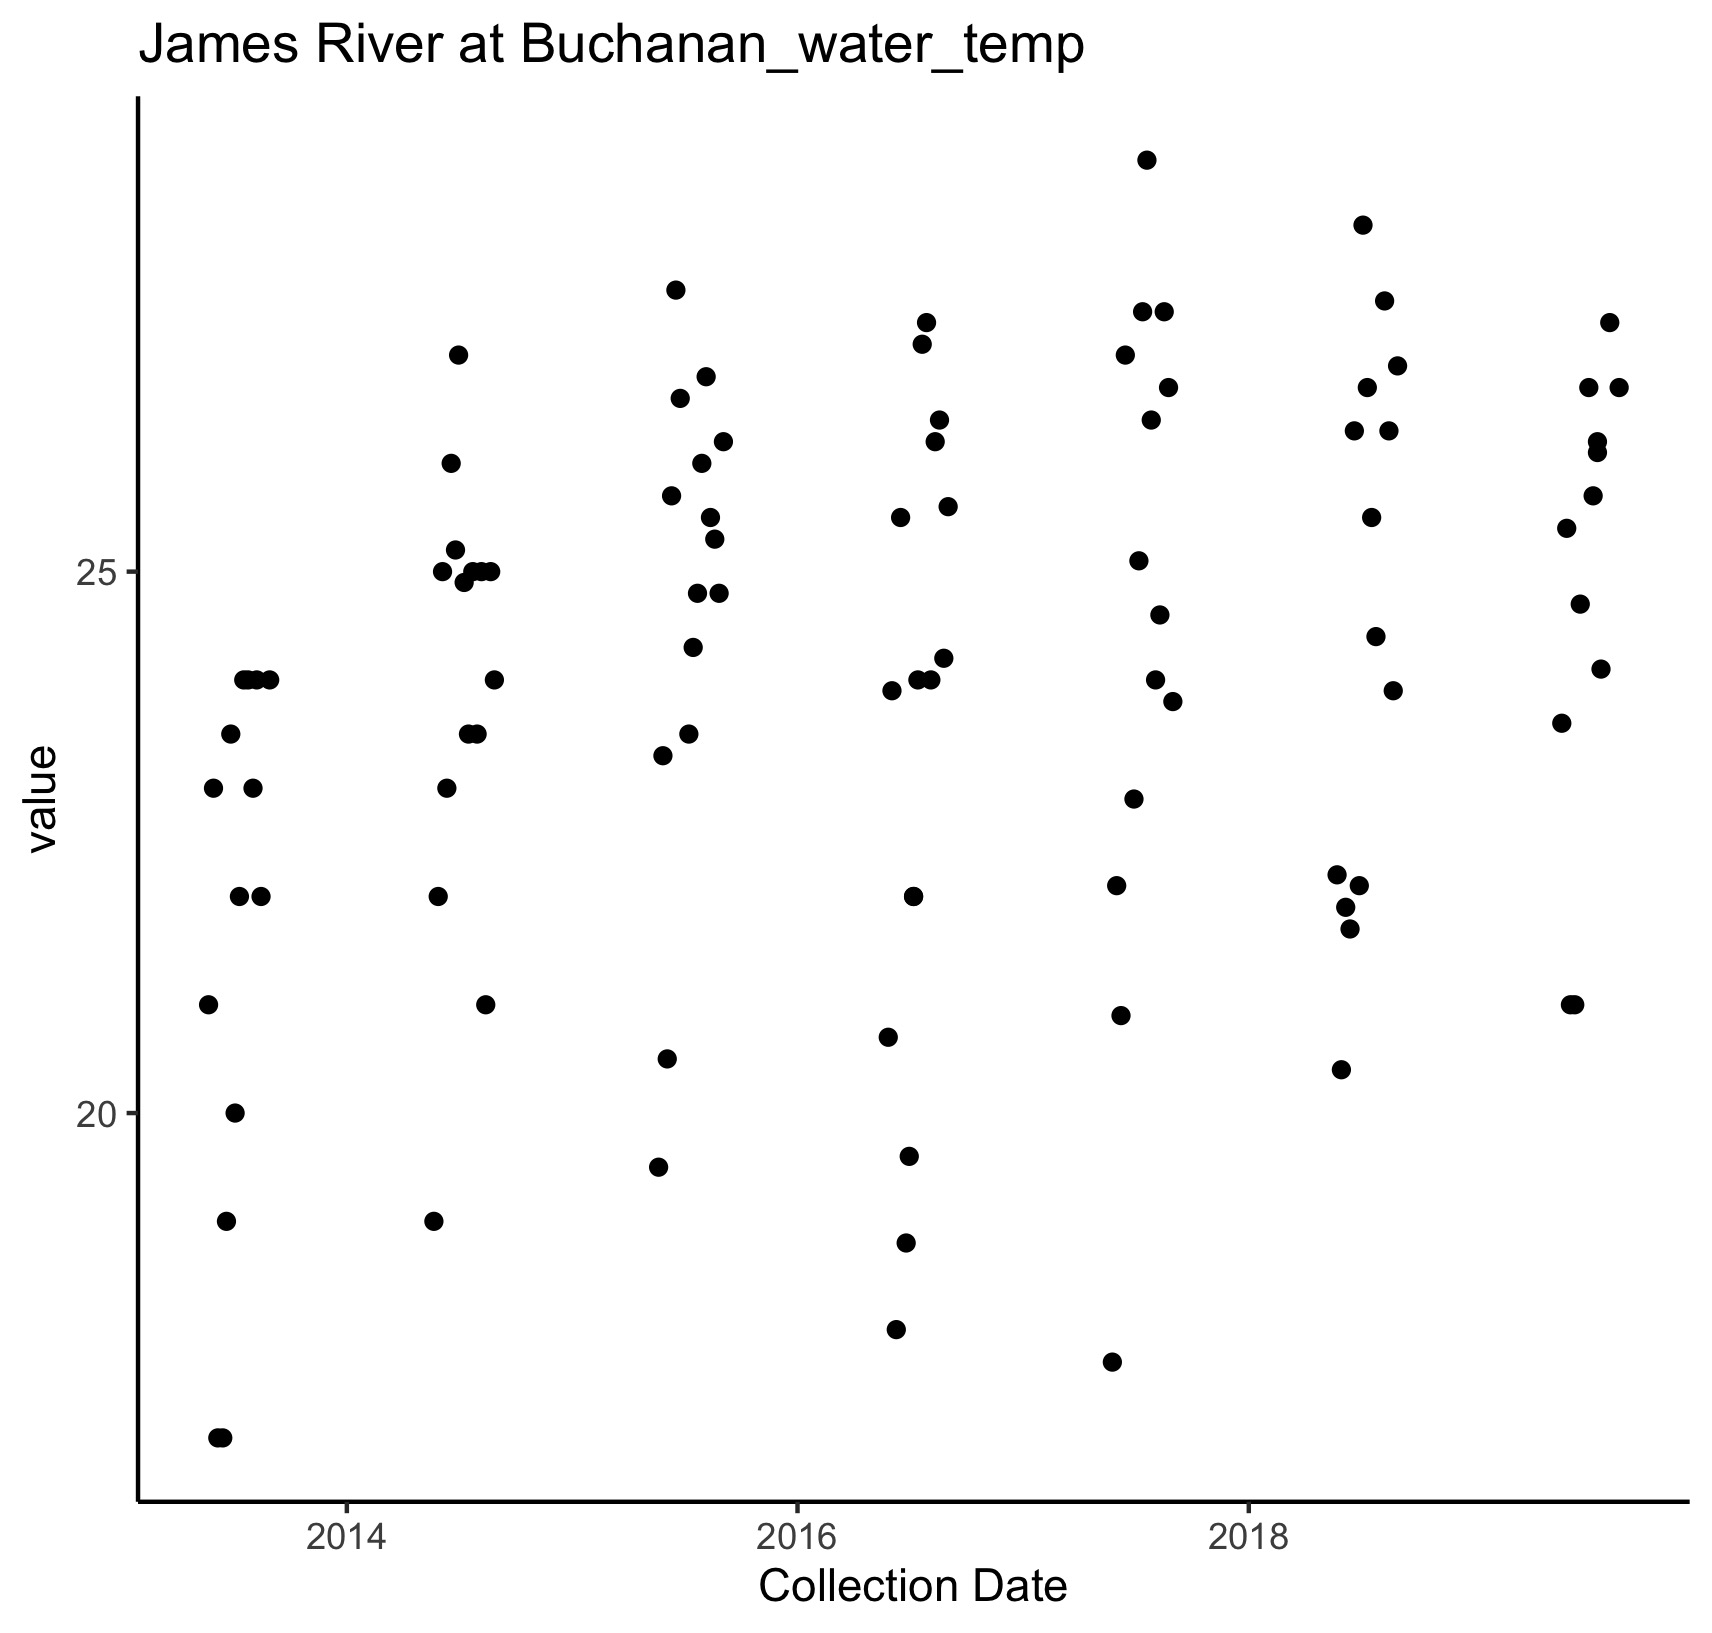 James River at Buchanan_water_temp
value
25
20
2014 2016 2018
Collection Date